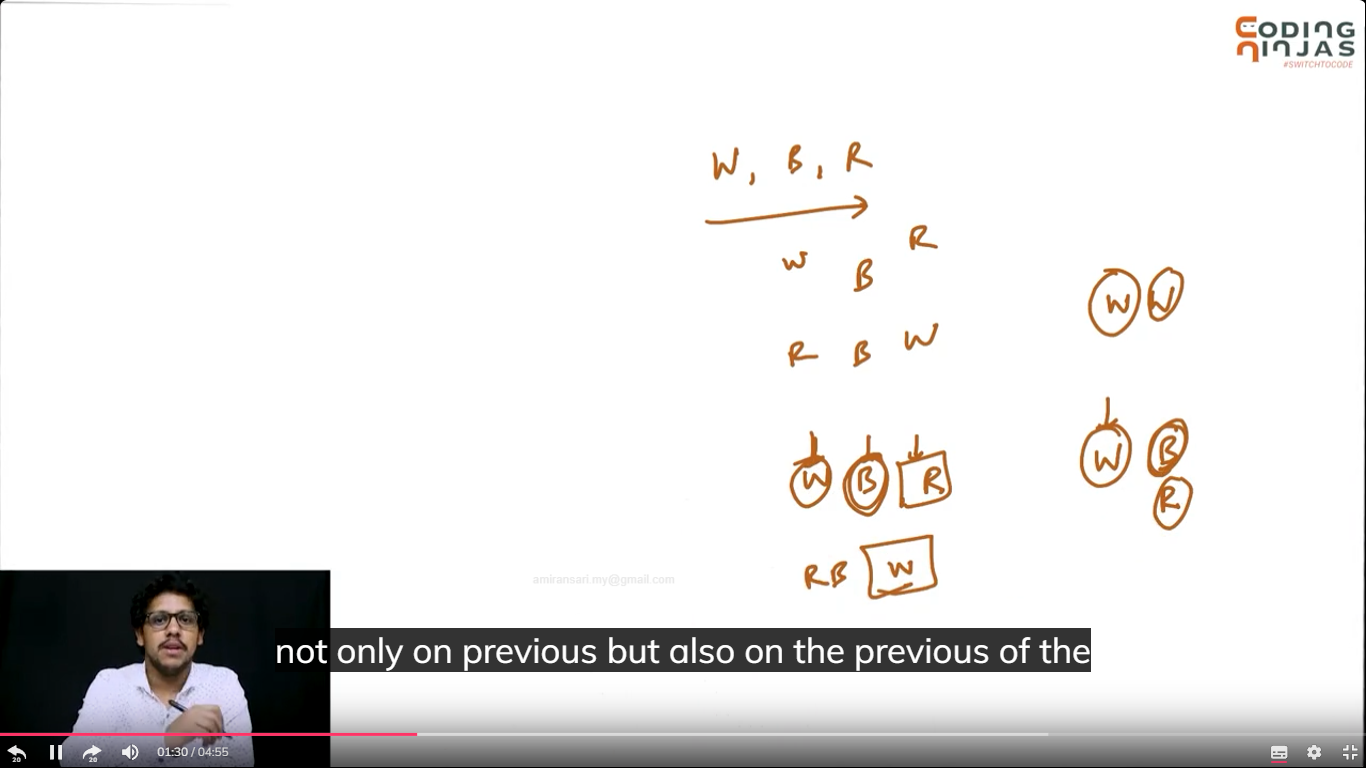 CODING
NINJAS
#SWITCHTOCODE
W, B, R
W B R
W W
R B W
W B
W B R
R
R B W
amiransari.my@gmail.com
not only on previous but also on the previous of the
20 20 01:30 / 04:55